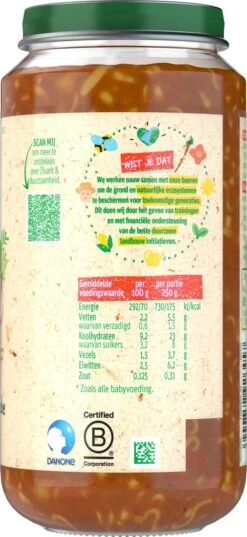 SCAN MIJ
om meer te
ontdekken
over Olvarit &
duurzaamheid.
WIST JE DAT
We werken nauw samen met onze boeren
om de grond en natuurlijke ecosystemen
te beschermen voor toekomstige generaties.
Dit doen wij door het geven van trainingen
en met financiële ondersteuning
van de beste duurzame
landbouw initiatieven.
Gemiddelde voedingswaarde per 100 g per portie 250 g
Energie 292/70 730/175 kJ/kcal
Vetten 2,2 5,5 g
waarvan verzadigd 0,6 1,5 g
Koolhydraten 9,2 23 g
waarvan suikers 3,2 8 g
Vezels 1,5 3,7 g
Eiwitten 2,5 6,2 g
Zout 0,125 0,31 g
* Zoals alle babyvoeding.
DANONE
Certified
B
Corporation